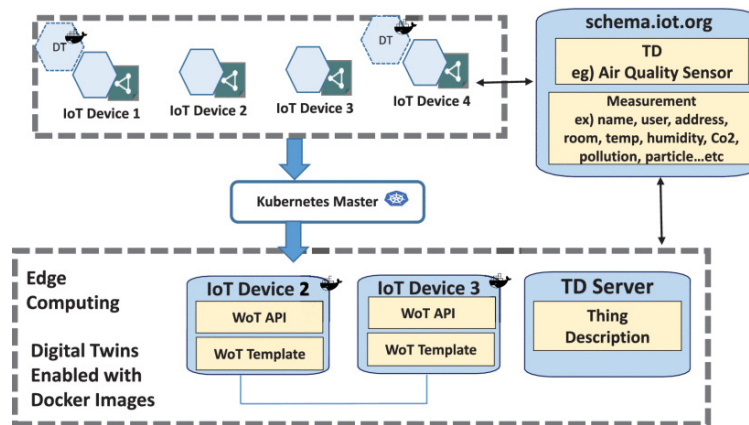 DT
IoT Device 1
IoT Device 2
IoT Device 3
DT
IoT Device 4
schema.iot.org
TD
eg) Air Quality Sensor
Measurement
ex) name, user, address,
room, temp, humidity, Co2,
pollution, particle...etc
Kubernetes Master
Edge
Computing
Digital Twins
Enabled with
Docker Images
IoT Device 2
WoT API
WoT Template
IoT Device 3
WoT API
WoT Template
TD Server
Thing
Description